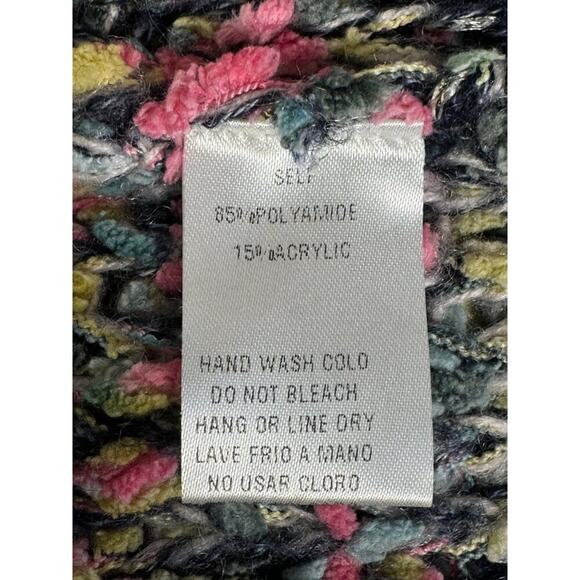 SELF
85%POLYAMIDE
15%ACRYLIC
HAND WASH COLD
DO NOT BLEACH
HANG OR LINE DRY
LAVE FRIO A MANO
NO USAR CLORO